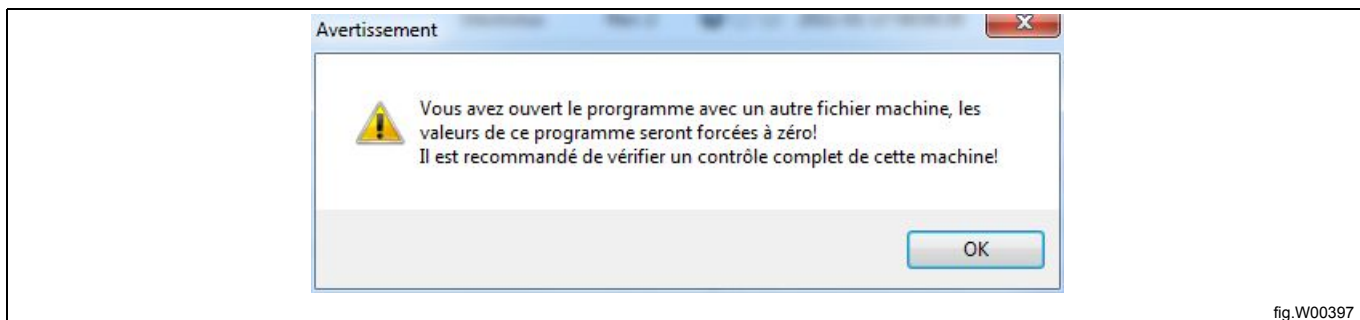 Avertissement
Vous avez ouvert le prorgramme avec un autre fichier machine, les
valeurs de ce programme seront forcées à zéro!
Il est recommandé de vérifier un contrôle complet de cette machine!
OK
fig.W00397